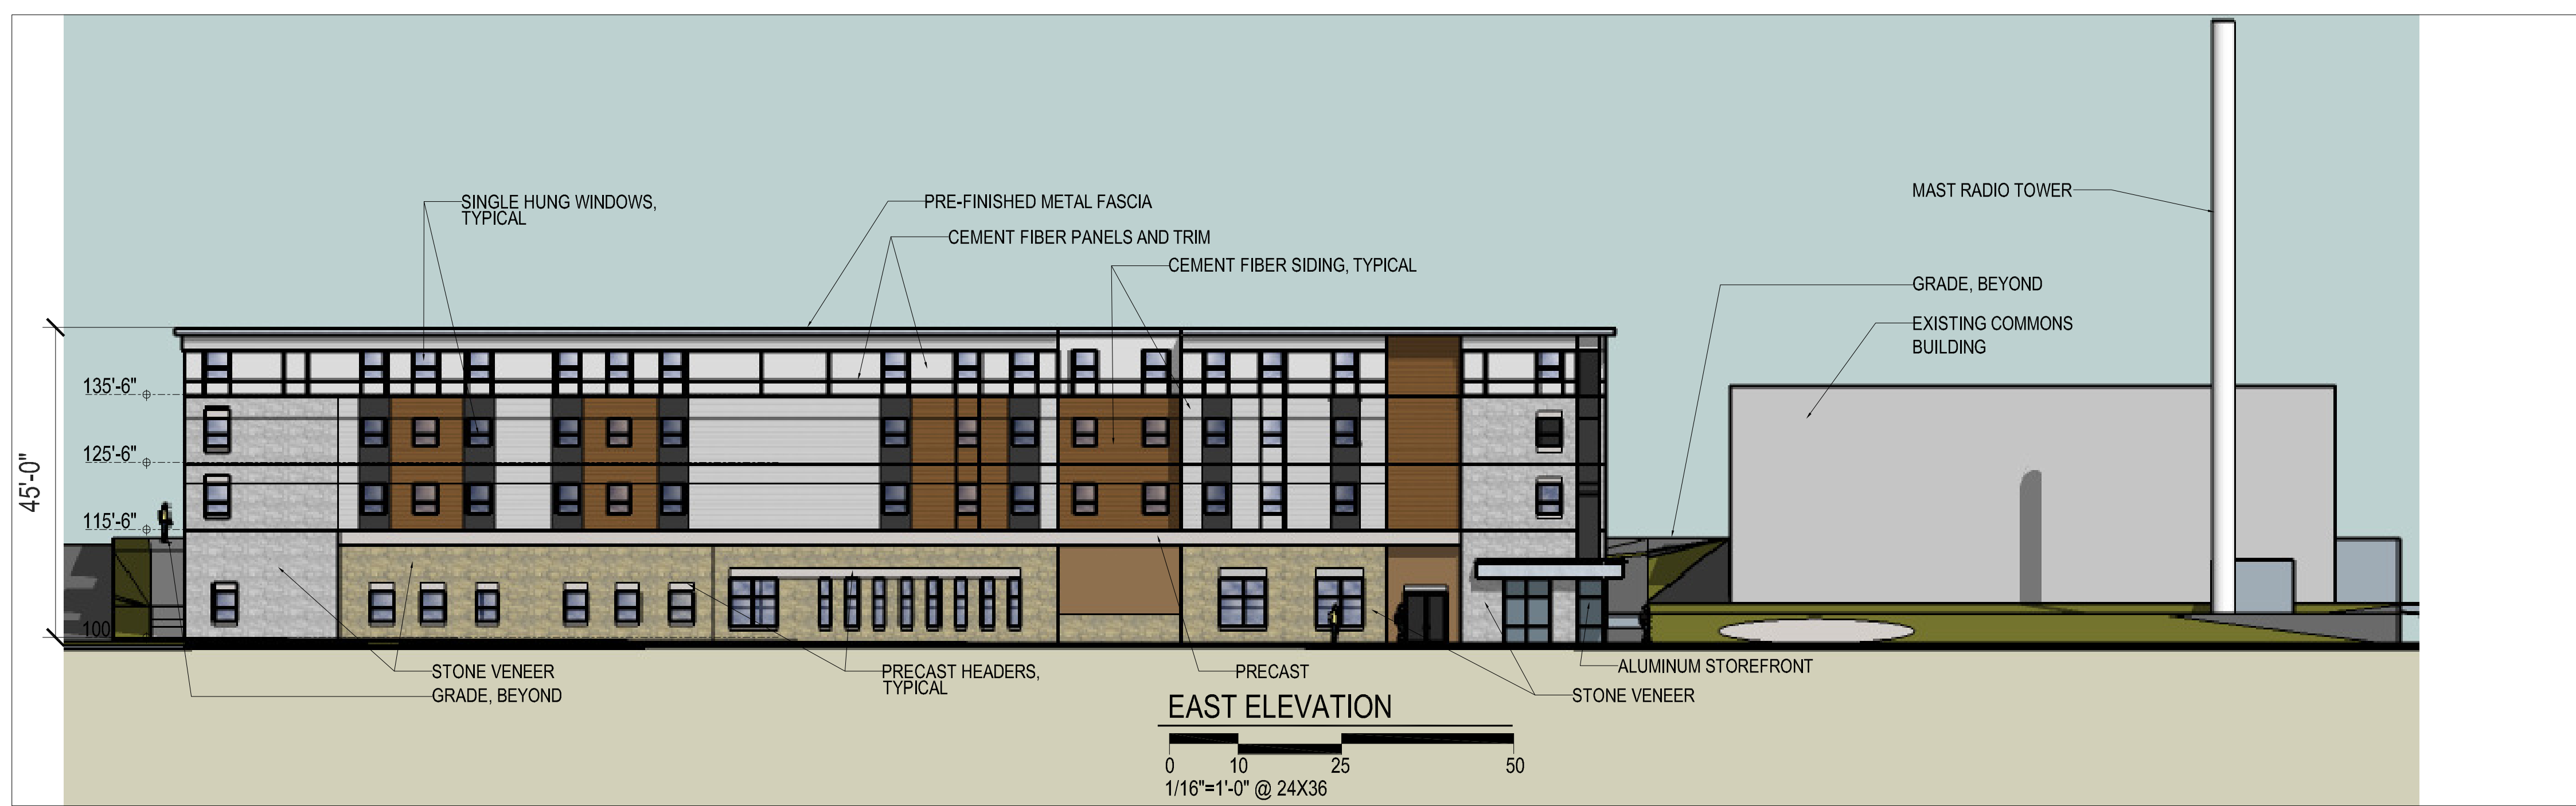 MAST RADIO TOWER
SINGLE HUNG WINDOWS,
TYPICAL
PRE-FINISHED METAL FASCIA
CEMENT FIBER PANELS AND TRIM
CEMENT FIBER SIDING, TYPICAL
GRADE, BEYOND
EXISTING COMMONS
BUILDING
135'-6"
125'-6"
115'-6"
100
45'-0"
STONE VENEER
GRADE, BEYOND
PRECAST HEADERS,
TYPICAL
PRECAST
ALUMINUM STOREFRONT
STONE VENEER
EAST ELEVATION
0 10 25 50
1/16"=1'-0" @ 24X36